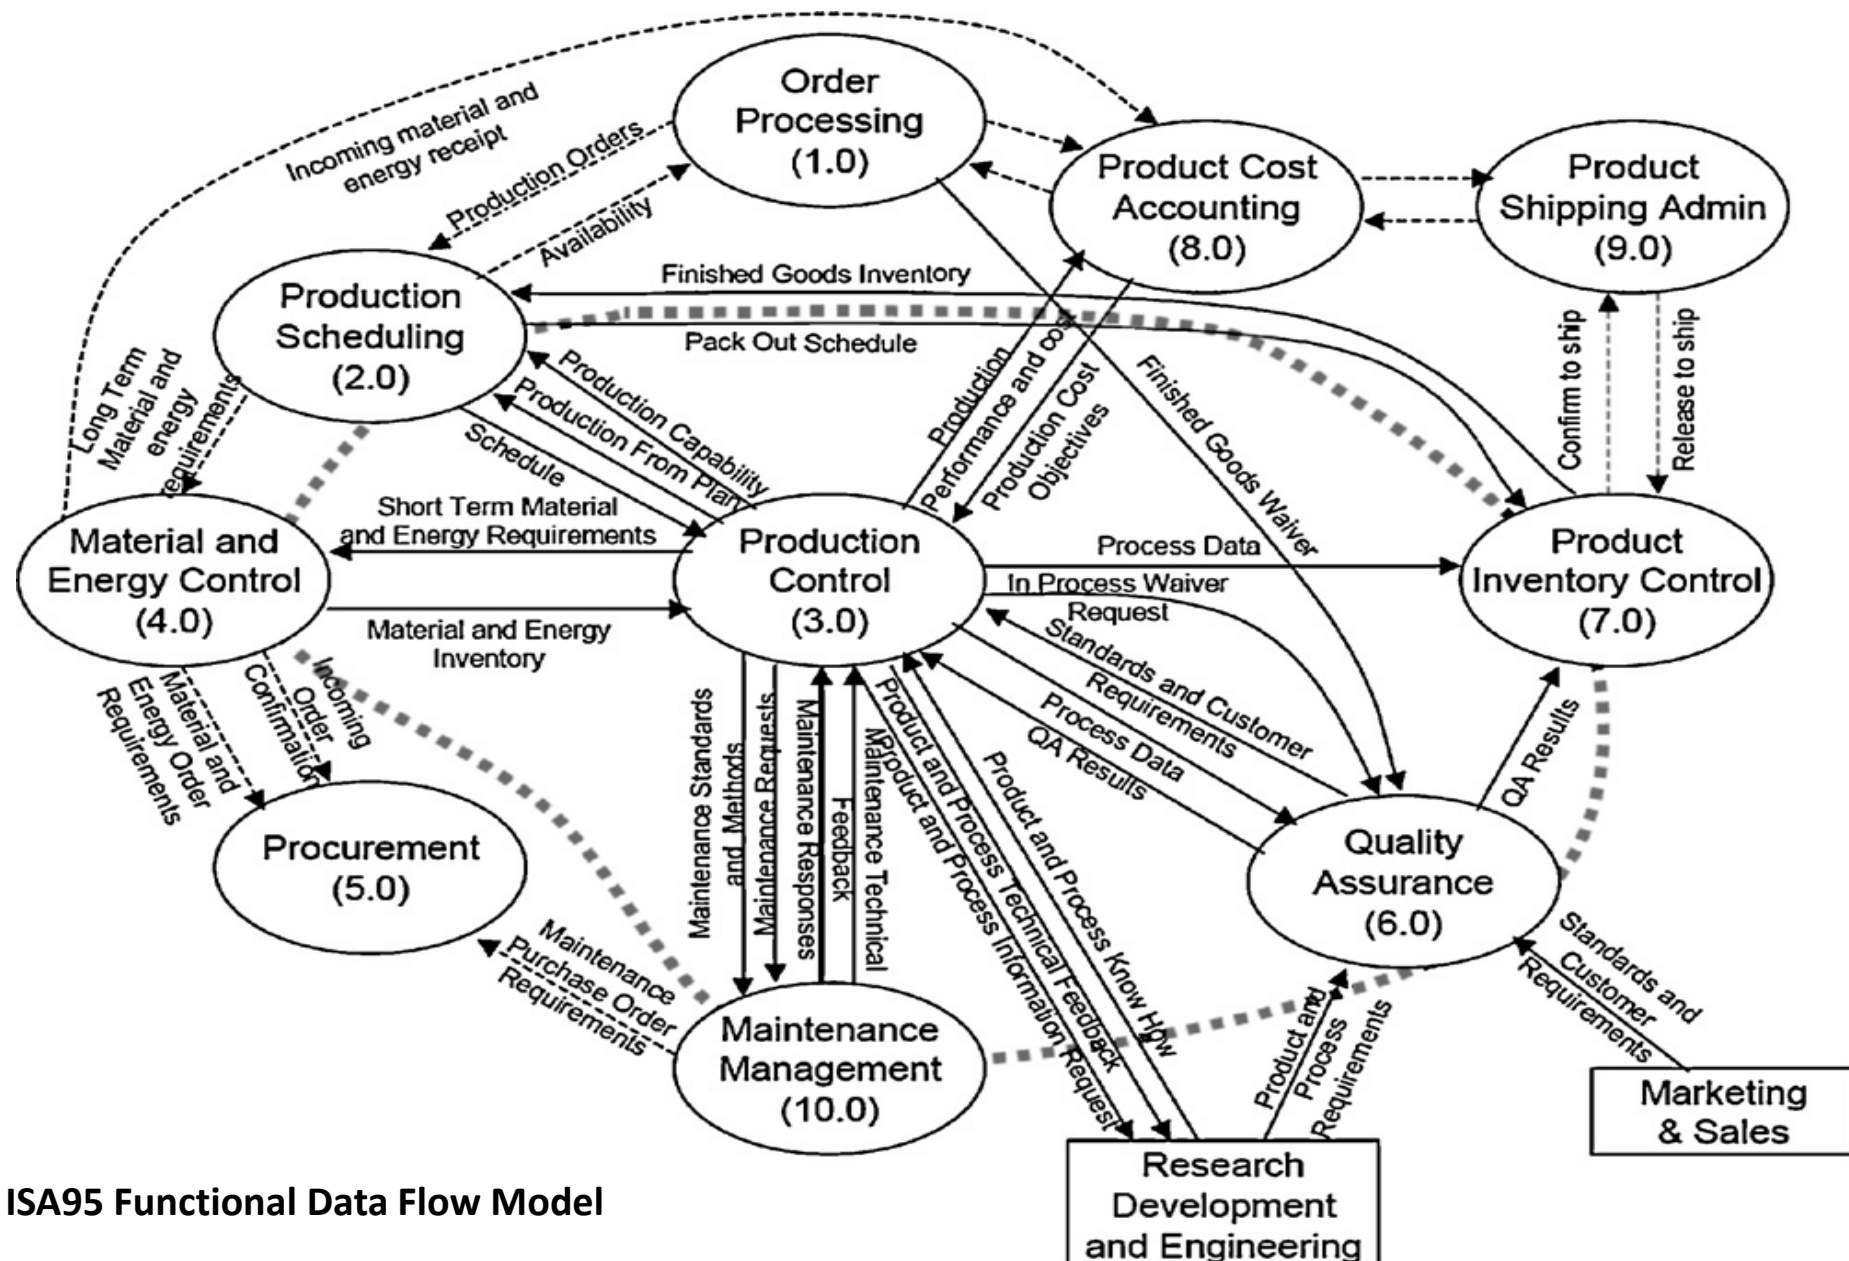 Order
Processing
(1.0)
Incoming material and
energy receipt
Production Orders
Availability
Product Cost
Accounting
(8.0)
Product
Shipping Admin
(9.0)
Production
Scheduling
(2.0)
Finished Goods Inventory
Pack Out Schedule
Long Term
Material and
energy
requirements
Production Capability
Production From Plan
Schedule
Production
Performance and cost
Production Cost
Objectives
Finished Goods Waiver
Confirm to ship
Release to ship
Short Term Material
and Energy Requirements
Material and
Energy Control
(4.0)
Production
Control
(3.0)
Process Data
In Process Waiver
Request
Product
Inventory Control
(7.0)
Material and Energy
Inventory
Standards and Customer
Requirements
Process Data
QA Results
QA Results
Material and
Energy Order
Requirements
Incoming
Order
Confirmation
Maintenance Standards
and Methods
Maintenance Requests
Maintenance Responses
Feedback
Maintenance Technical
Product and Process Technical Feedback
Product and Process Information Request
Product and Process Know How
Procurement
(5.0)
Quality
Assurance
(6.0)
Maintenance
Purchase Order
Requirements
Maintenance
Management
(10.0)
Product and
Process
Requirements
Standards and
Customer
Requirements
Marketing
& Sales
Research
Development
and Engineering
ISA95 Functional Data Flow Model